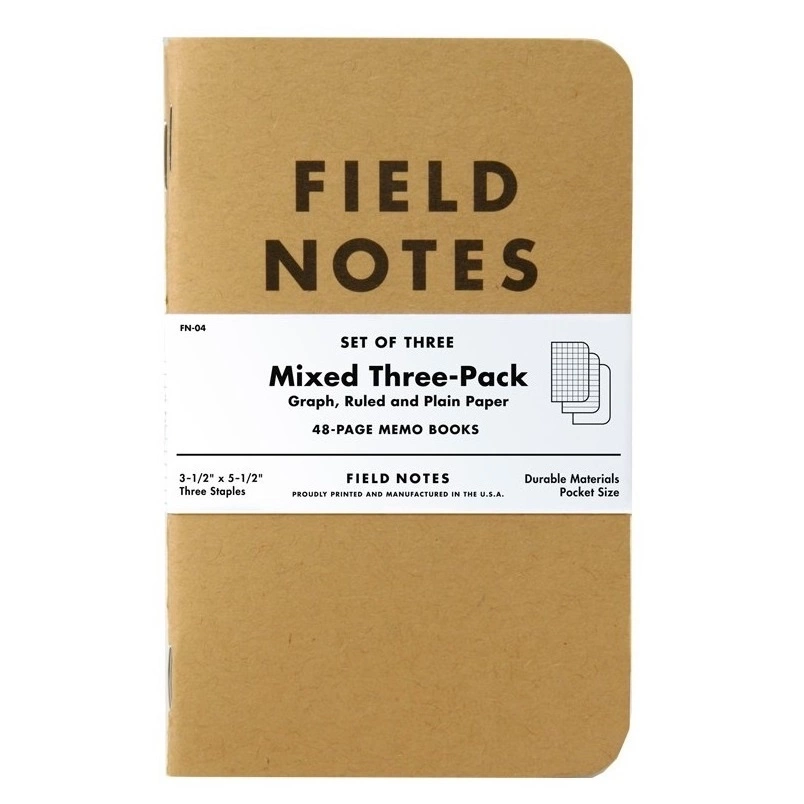 FIELD
NOTES
FN-04
SET OF THREE
Mixed Three-Pack
Graph, Ruled and Plain Paper
48-PAGE MEMO BOOKS
3-1/2" x 5-1/2"
Three Staples
FIELD NOTES
PROUDLY PRINTED AND MANUFACTURED IN THE U.S.A.
Durable Materials
Pocket Size